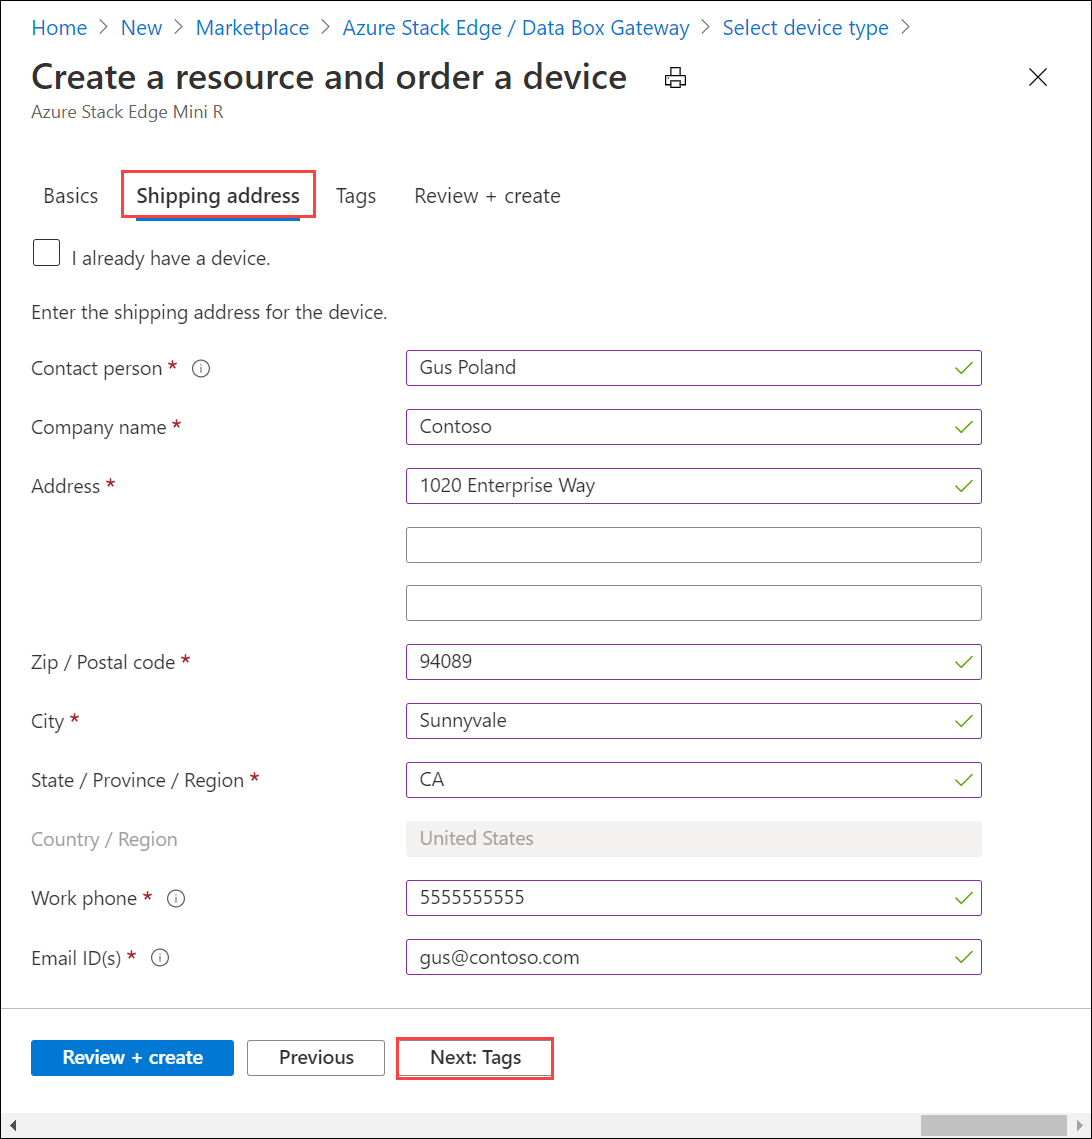 Home > New > Marketplace > Azure Stack Edge / Data Box Gateway > Select device type >
Create a resource and order a device
Azure Stack Edge Mini R
Basics Shipping address Tags Review + create
I already have a device.
Enter the shipping address for the device.
Contact person * Gus Poland
Company name * Contoso
Address * 1020 Enterprise Way
Zip / Postal code * 94089
City * Sunnyvale
State / Province / Region * CA
Country / Region United States
Work phone * 5555555555
Email ID(s) * gus@contoso.com
Review + create Previous Next: Tags